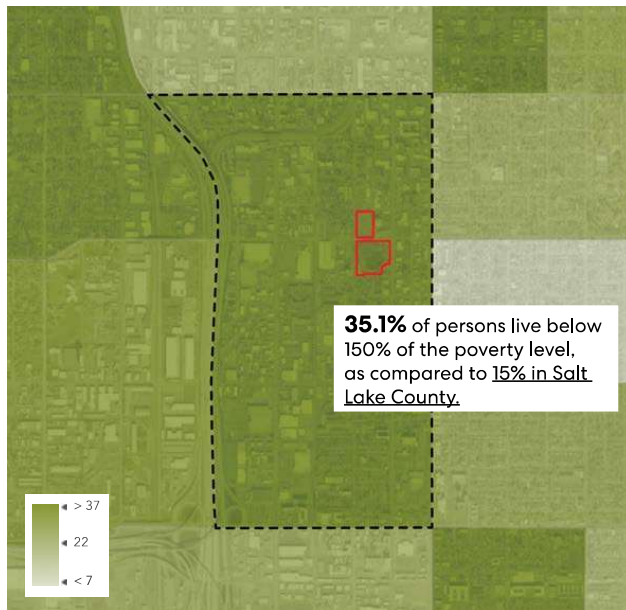 35.1% of persons live below
150% of the poverty level,
as compared to 15% in Salt
Lake County.
> 37
22
< 7